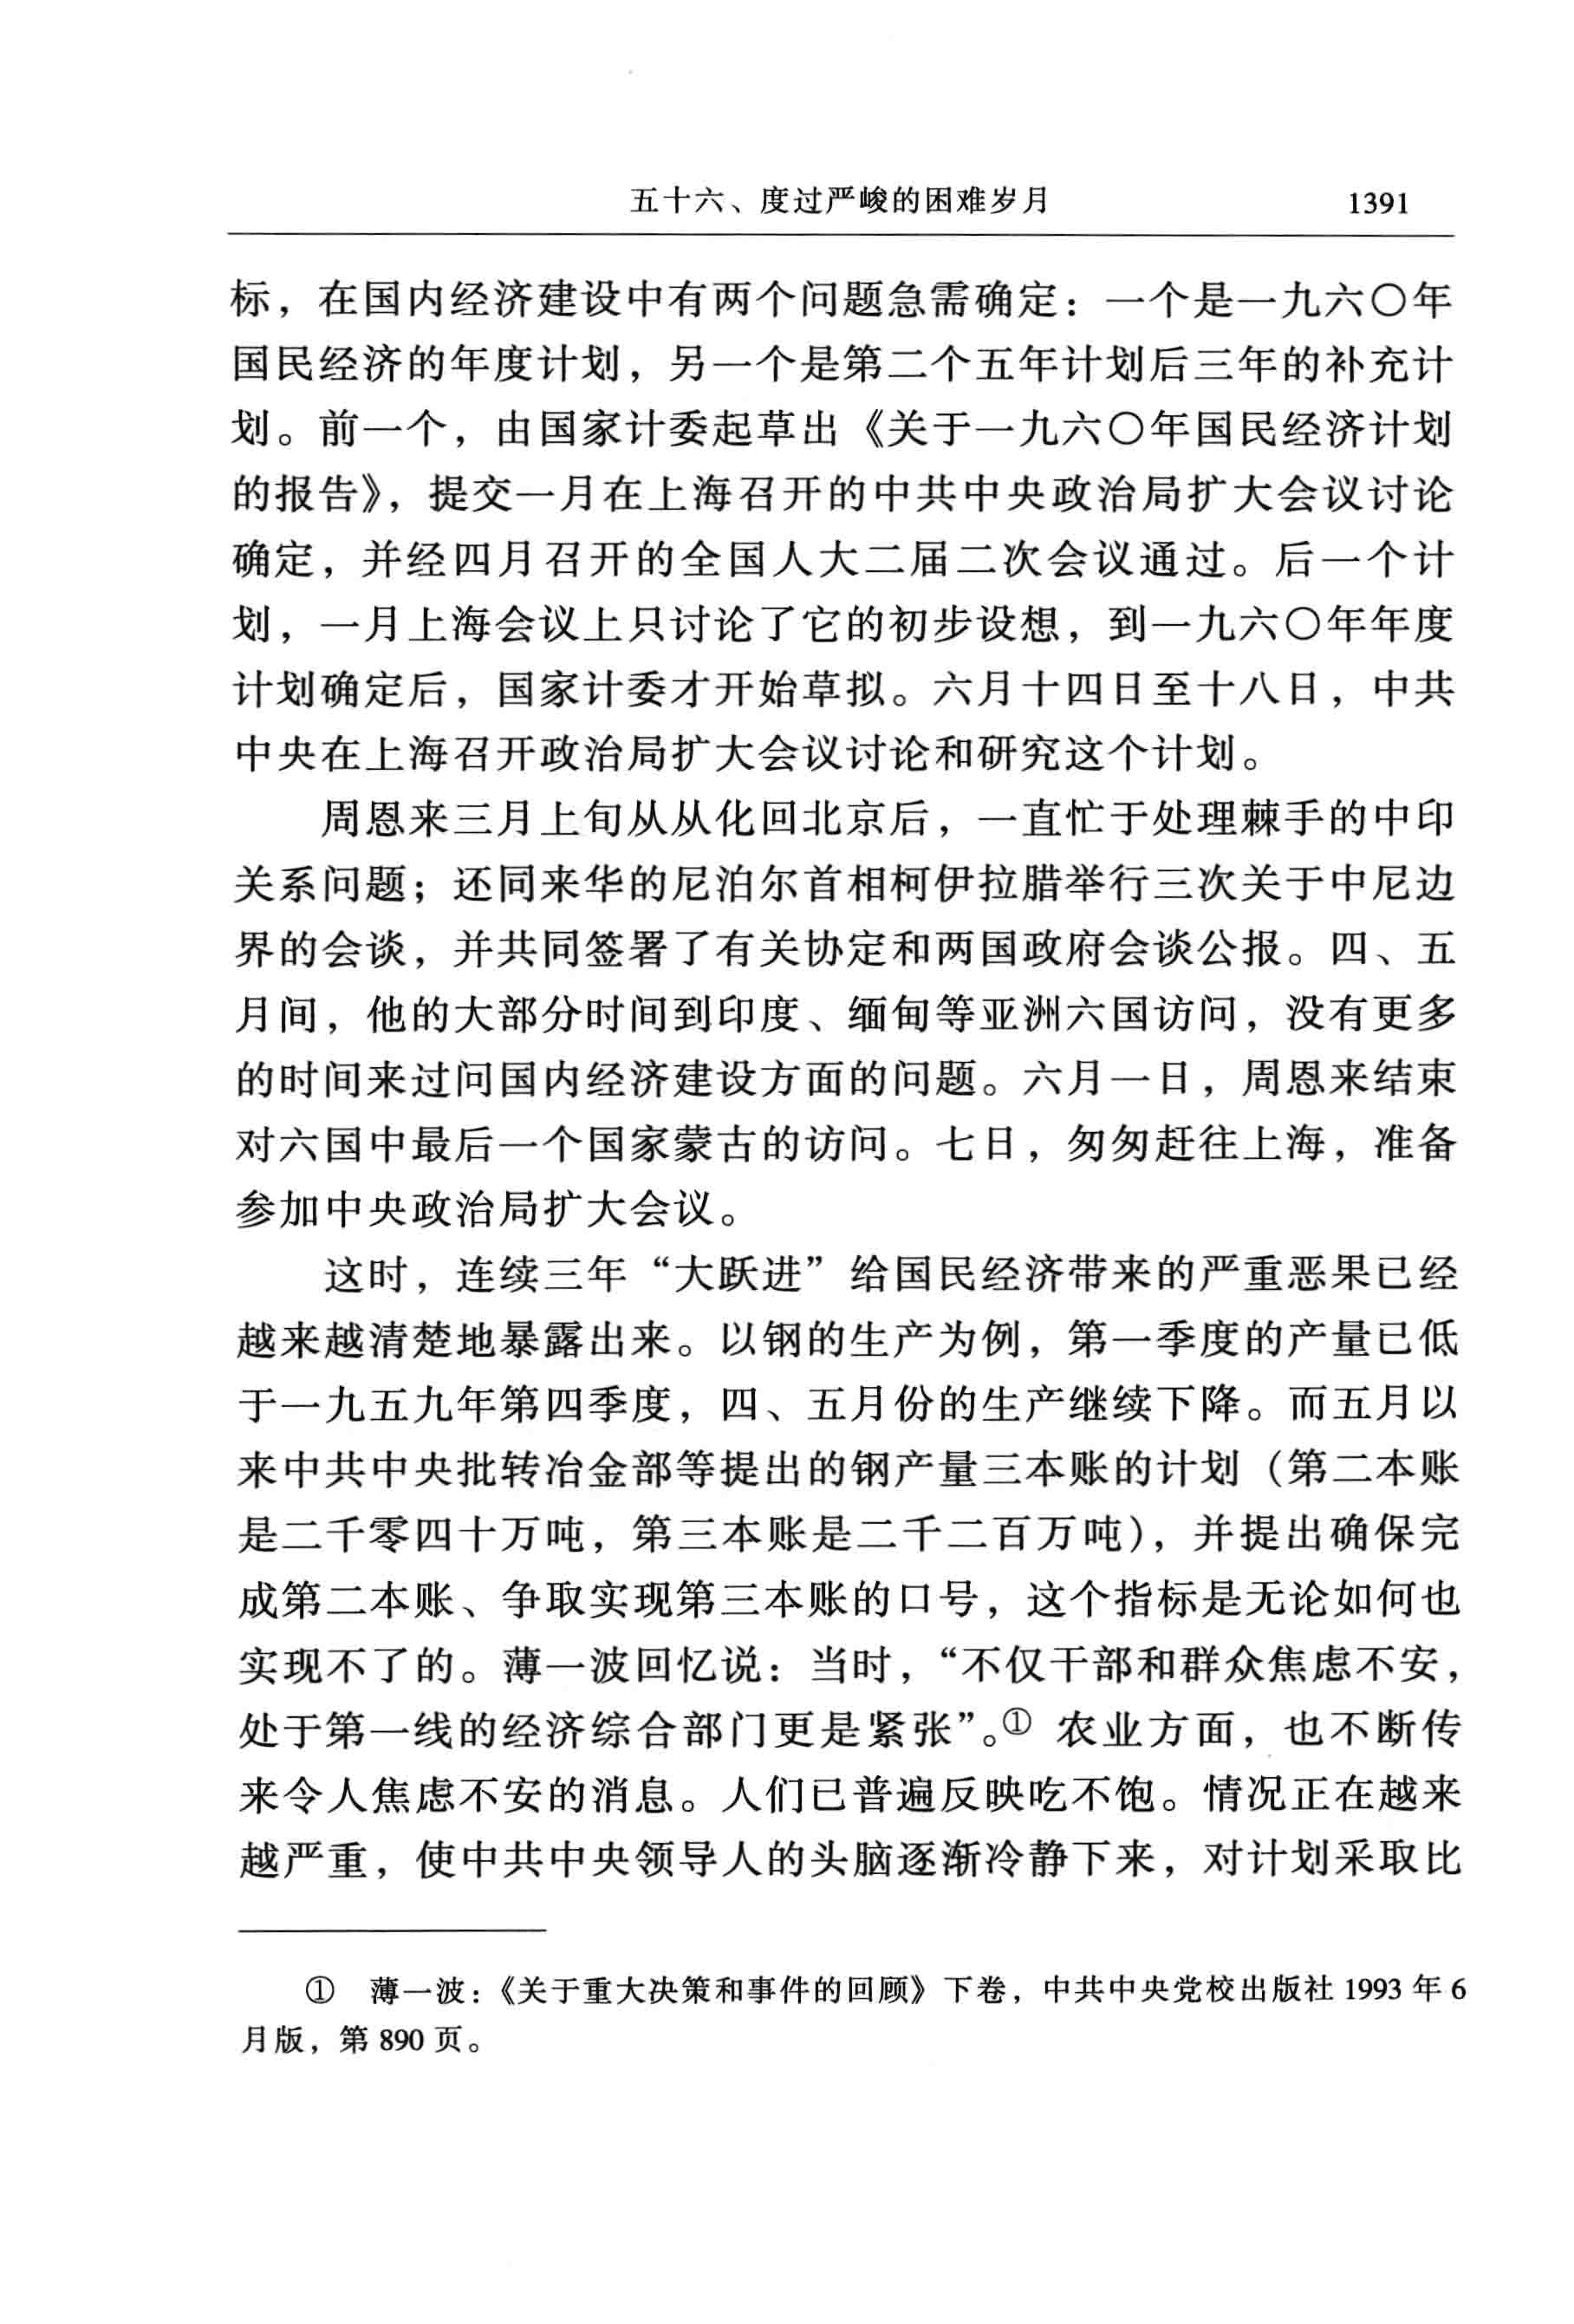 五十六、度过严峻的困难岁月 1391
标，在国内经济建设中有两个问题急需确定：一个是一九六〇年
国民经济的年度计划，另一个是第二个五年计划后三年的补充计
划。前一个，由国家计委起草出《关于一九六〇年国民经济计划
的报告》，提交一月在上海召开的中共中央政治局扩大会议讨论
确定，并经四月召开的全国人大二届二次会议通过。后一个计
划，一月上海会议上只讨论了它的初步设想，到一九六〇年年度
计划确定后，国家计委才开始草拟。六月十四日至十八日，中共
中央在上海召开政治局扩大会议讨论和研究这个计划。
周恩来三月上旬从从化回北京后，一直忙于处理棘手的中印
关系问题；还同来华的尼泊尔首相柯伊拉腊举行三次关于中尼边
界的会谈，并共同签署了有关协定和两国政府会谈公报。四、五
月间，他的大部分时间到印度、缅甸等亚洲六国访问，没有更多
的时间来过问国内经济建设方面的问题。六月一日，周恩来结束
对六国中最后一个国家蒙古的访问。七日，匆匆赶往上海，准备
参加中央政治局扩大会议。
这时，连续三年“大跃进”给国民经济带来的严重恶果已经
越来越清楚地暴露出来。以钢的生产为例，第一季度的产量已低
于一九五九年第四季度，四、五月份的生产继续下降。而五月以
来中共中央批转冶金部等提出的钢产量三本账的计划（第二本账
是二千零四十万吨，第三本账是二千二百万吨），并提出确保完
成第二本账、争取实现第三本账的口号，这个指标是无论如何也
实现不了的。薄一波回忆说：当时，“不仅干部和群众焦虑不安，
处于第一线的经济综合部门更是紧张”。① 农业方面，也不断传
来令人焦虑不安的消息。人们已普遍反映吃不饱。情况正在越来
越严重，使中共中央领导人的头脑逐渐冷静下来，对计划采取比
① 薄一波：《关于重大决策和事件的回顾》下卷，中共中央党校出版社 1993 年 6
月版，第 890 页。